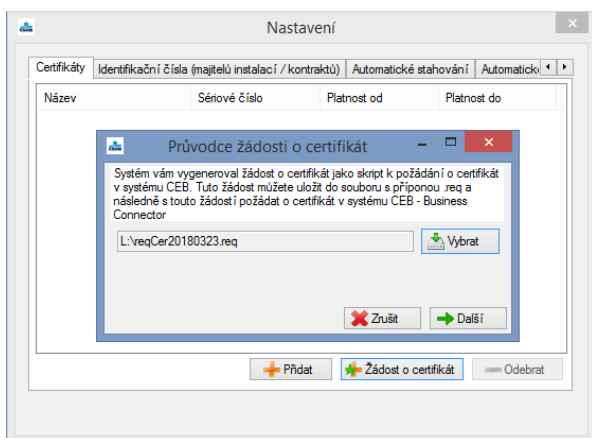 Nastavení
Certifikáty Identifikační čísla (majitelů instalací / kontraktů) Automatické stahování
Název Sériové číslo Platnost od Platnost do
ČSOB
Průvodce žádostí o certifikát
Systém vám vygeneroval žádost o certifikát jako skript k požádání o certifikát
v systému CEB. Tuto žádost můžete uložit do souboru s příponou .req a
následně s touto žádostí požádat o certifikát v systému CEB - Business
Connector
L:\reqCer20180323.req Vybrat
Zrušit Další
Přidat Žádost o certifikát Odebrat